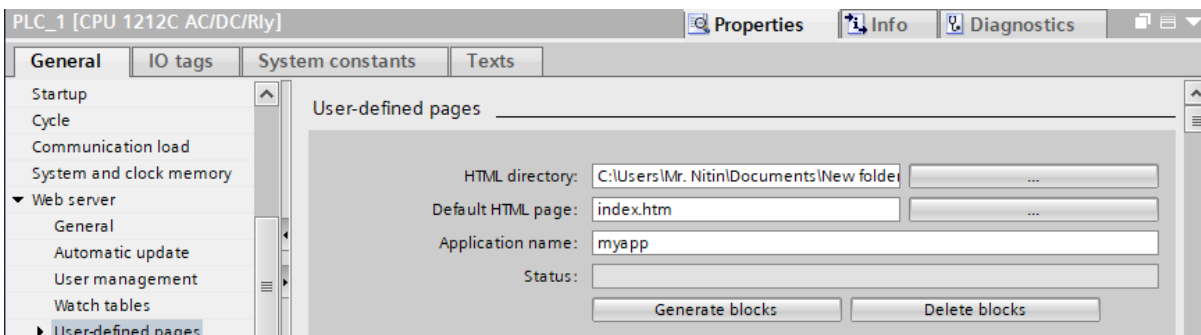 PLC_1 [CPU 1212C AC/DC/Rly]
Properties
Info
Diagnostics
General
IO tags
System constants
Texts
Startup
Cycle
Communication load
System and clock memory
Web server
General
Automatic update
User management
Watch tables
User-defined pages
User-defined pages
HTML directory: C:\Users\Mr. Nitin\Documents\New folder ...
Default HTML page: index.htm ...
Application name: myapp
Status:
Generate blocks
Delete blocks